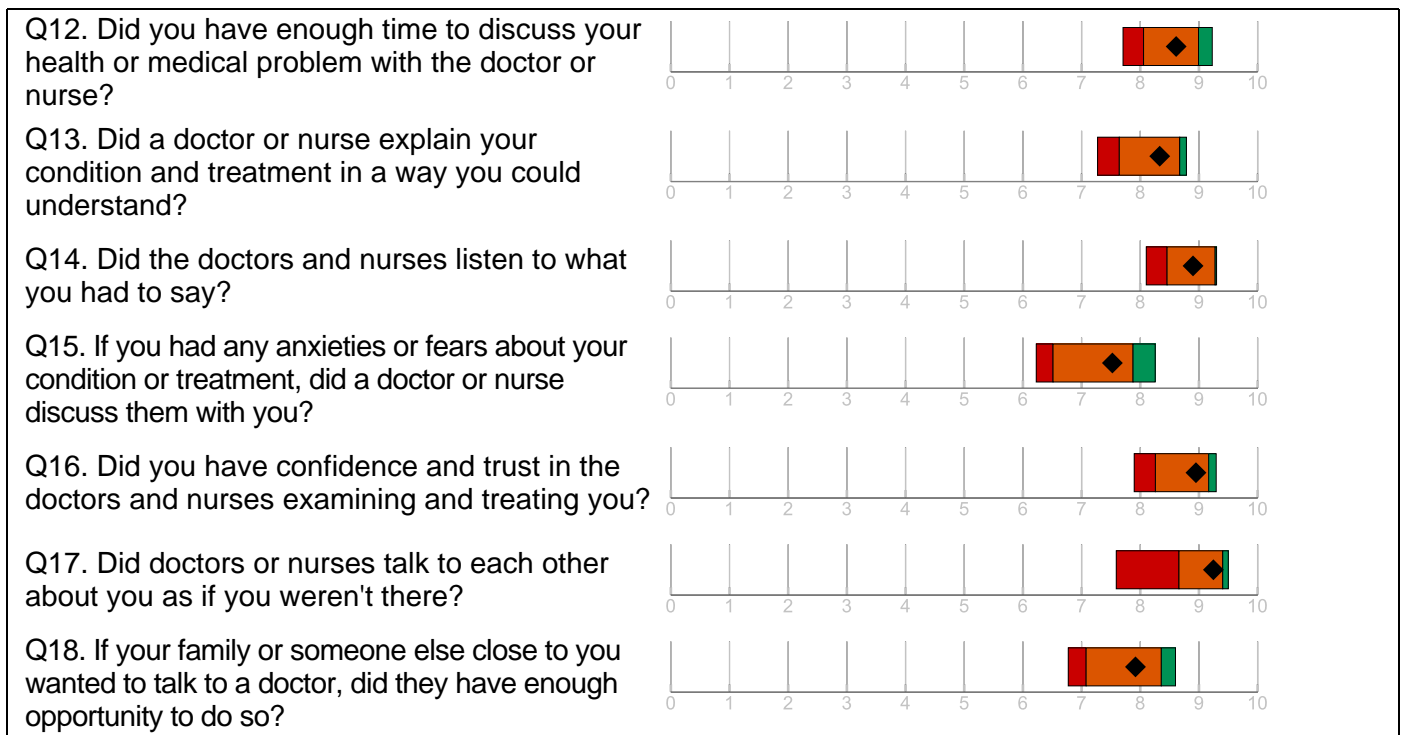 Q12. Did you have enough time to discuss your
health or medical problem with the doctor or
nurse?
0 1 2 3 4 5 6 7 8 9 10
Q13. Did a doctor or nurse explain your
condition and treatment in a way you could
understand?
0 1 2 3 4 5 6 7 8 9 10
Q14. Did the doctors and nurses listen to what
you had to say?
0 1 2 3 4 5 6 7 8 9 10
Q15. If you had any anxieties or fears about your
condition or treatment, did a doctor or nurse
discuss them with you?
0 1 2 3 4 5 6 7 8 9 10
Q16. Did you have confidence and trust in the
doctors and nurses examining and treating you?
0 1 2 3 4 5 6 7 8 9 10
Q17. Did doctors or nurses talk to each other
about you as if you weren't there?
0 1 2 3 4 5 6 7 8 9 10
Q18. If your family or someone else close to you
wanted to talk to a doctor, did they have enough
opportunity to do so?
0 1 2 3 4 5 6 7 8 9 10